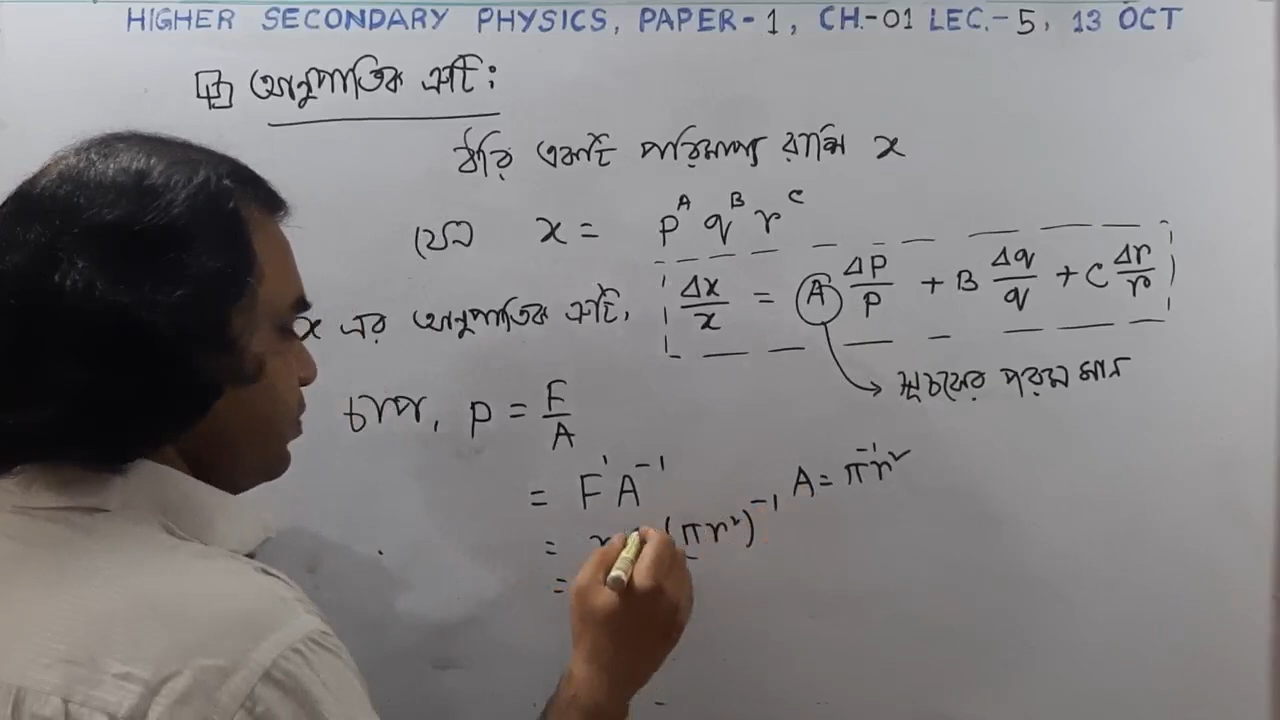 HIGHER SECONDARY PHYSICS, PAPER-1, CH.-01 LEC.-5, 13 OCT
আনুপাতিক ত্রুটি:
ধরি একটি পরিমাপ্য রাশি x
যেন x = p^A q^B r^C
x এর আনুপাতিক ত্রুটি, Δx/x = A Δp/p + B Δq/q + C Δr/r
সূচকের পরম মান
চাপ, P = F/A
= F^1 A^-1 A = πr²
= (πr²)^-1
=